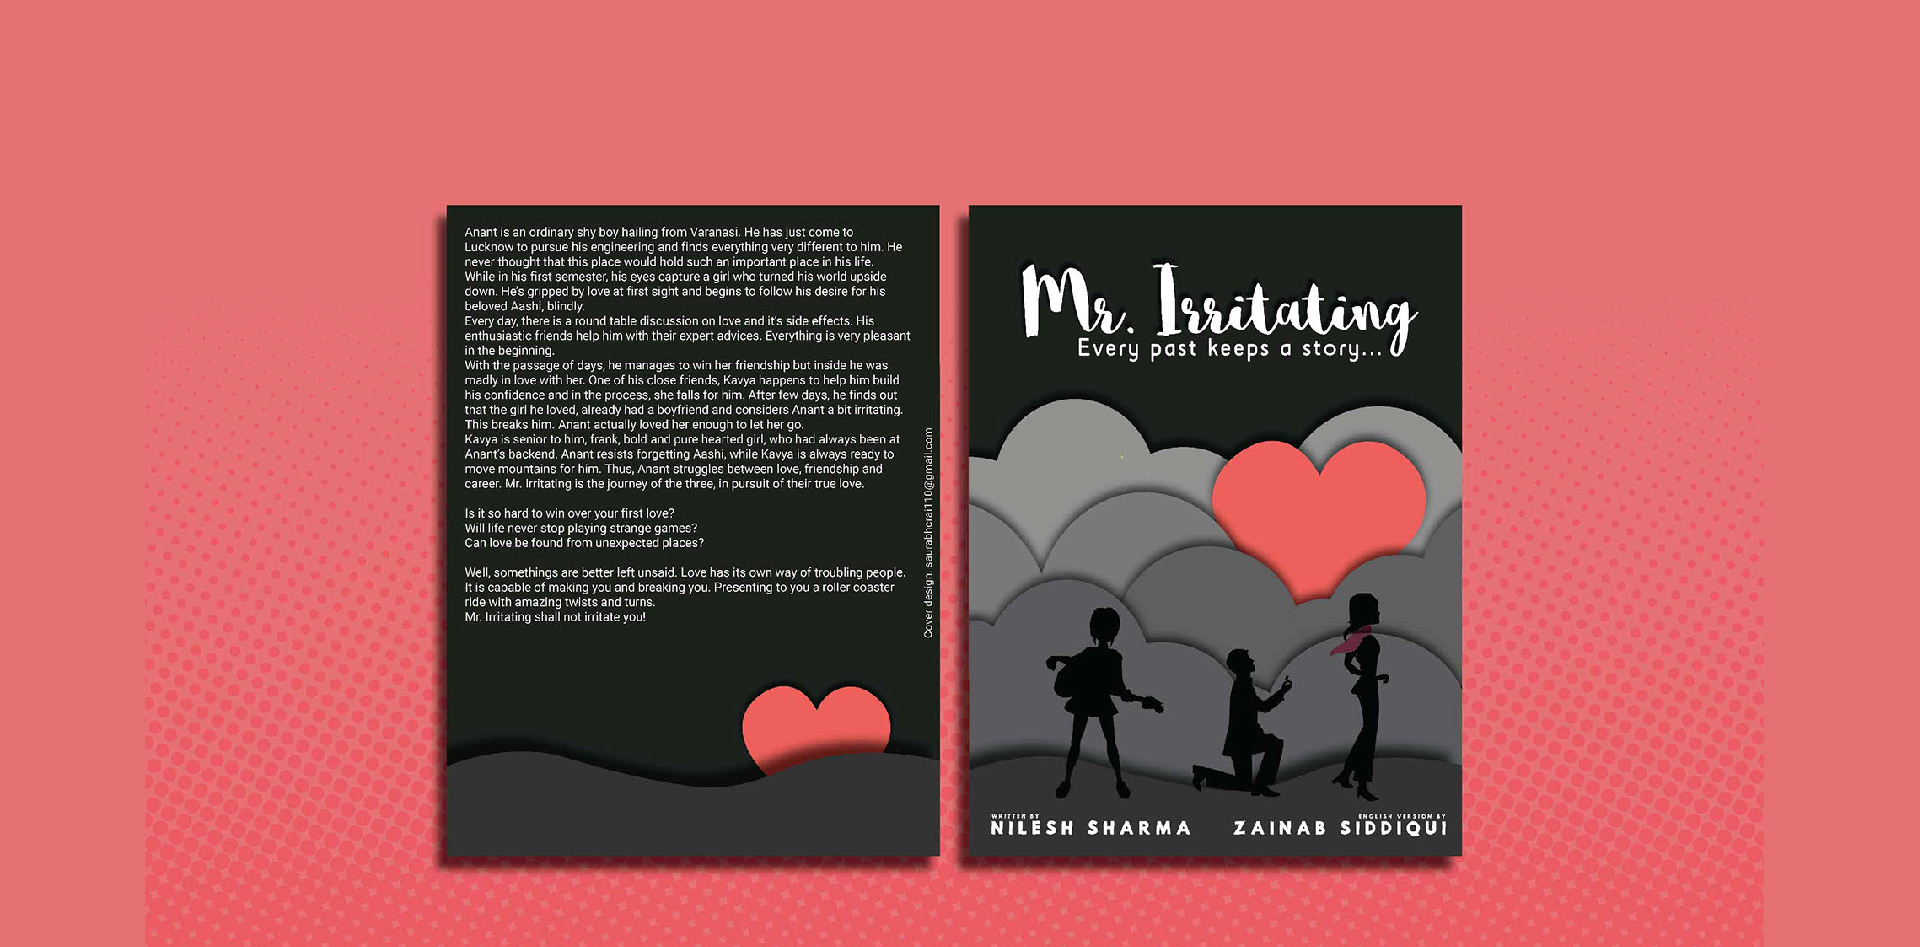 Anant is an ordinary shy boy hailing from Varanasi. He has just come to
Lucknow to pursue his engineering and finds everything very different to him. He
never thought that this place would hold such an important place in his life.
While in his first semester, his eyes capture a girl who turned his world upside
down. He's gripped by love at first sight and begins to follow his desire for his
beloved Aashi, blindly.
Every day, there is a round table discussion on love and it's side effects. His
enthusiastic friends help him with their expert advices. Everything is very pleasant
in the beginning.
With the passage of days, he manages to win her friendship but inside he was
madly in love with her. One of his close friends, Kavya happens to help him build
his confidence and in the process, she falls for him. After few days, he finds out
that the girl he loved, already had a boyfriend and considers Anant a bit irritating.
This breaks him. Anant actually loved her enough to let her go.
Kavya is senior to him, frank, bold and pure hearted girl, who had always been at
Anant's backend. Anant resists forgetting Aashi, while Kavya is always ready to
move mountains for him. Thus, Anant struggles between love, friendship and
career. Mr. Irritating is the journey of the three, in pursuit of their true love.
Is it so hard to win over your first love?
Will life never stop playing strange games?
Can love be found from unexpected places?
Well, somethings are better left unsaid. Love has its own way of troubling people.
It is capable of making you and breaking you. Presenting to you a roller coaster
ride with amazing twists and turns.
Mr. Irritating shall not irritate you!
Cover design: saurabhcrai110@gmail.com
Mr. Irritating
Every past keeps a story...
WRITTEN BY
NILESH SHARMA
ENGLISH VERSION BY
ZAINAB SIDDIQUI